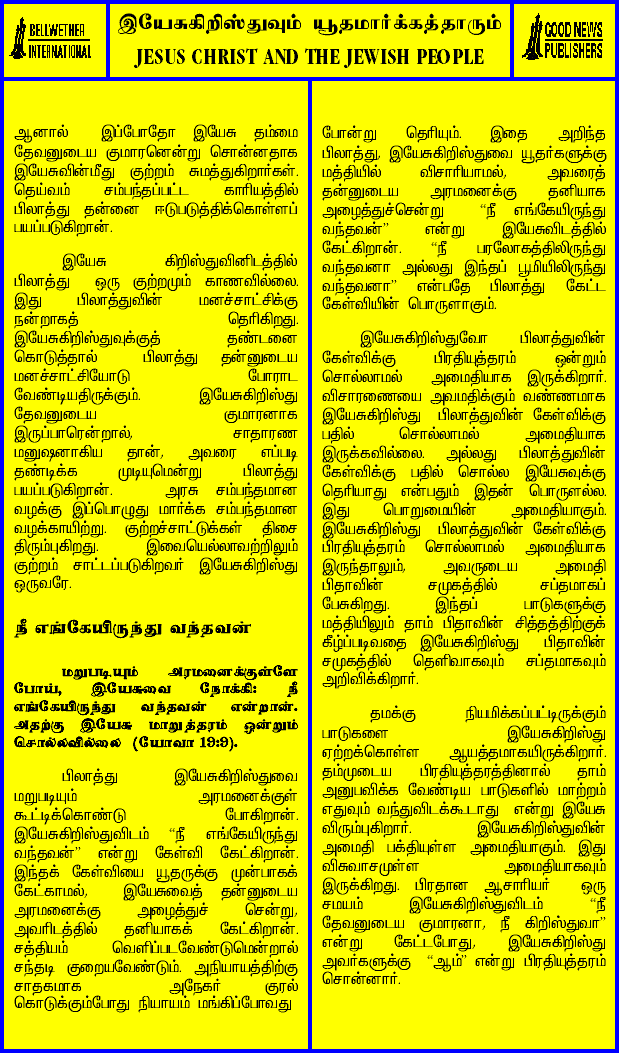 BELLWETHER
INTERNATIONAL
இயேசுகிறிஸ்துவும் யூதமார்க்கத்தாரும்
JESUS CHRIST AND THE JEWISH PEOPLE
GOOD NEWS
PUBLISHERS
ஆனால் இப்போதோ இயேசு தம்மை
தேவனுடைய குமாரனென்று சொன்னதாக
இயேசுவின்மீது குற்றம் சுமத்துகிறார்கள்.
தெய்வம் சம்பந்தப்பட்ட காரியத்தில்
பிலாத்து தன்னை ஈடுபடுத்திக்கொள்ளப்
பயப்படுகிறான்.
இயேசு கிறிஸ்துவினிடத்தில்
பிலாத்து ஒரு குற்றமும் காணவில்லை.
இது பிலாத்துவின் மனச்சாட்சிக்கு
நன்றாகத் தெரிகிறது.
இயேசுகிறிஸ்துவுக்குத் தண்டனை
கொடுத்தால் பிலாத்து தன்னுடைய
மனச்சாட்சியோடு போராட
வேண்டியதிருக்கும். இயேசுகிறிஸ்து
தேவனுடைய குமாரனாக
இருப்பாரென்றால், சாதாரண
மனுஷனாகிய தான், அவரை எப்படி
தண்டிக்க முடியுமென்று பிலாத்து
பயப்படுகிறான். அரசு சம்பந்தமான
வழக்கு இப்பொழுது மார்க்க சம்பந்தமான
வழக்காயிற்று. குற்றச்சாட்டுக்கள் திசை
திரும்புகிறது. இவையெல்லாவற்றிலும்
குற்றம் சாட்டப்படுகிறவர் இயேசுகிறிஸ்து
ஒருவரே.
நீ எங்கேயிருந்து வந்தவன்
மறுபடியும் அரமனைக்குள்ளே
போய், இயேசுவை நோக்கி: நீ
எங்கேயிருந்து வந்தவன் என்றான்.
அதற்கு இயேசு மாறுத்தரம் ஒன்றும்
சொல்லவில்லை (யோவா 19:9).
பிலாத்து இயேசுகிறிஸ்துவை
மறுபடியும் அரமனைக்குள்
கூட்டிக்கொண்டு போகிறான்.
இயேசுகிறிஸ்துவிடம் “நீ எங்கேயிருந்து
வந்தவன்” என்று கேள்வி கேட்கிறான்.
இந்தக் கேள்வியை யூதருக்கு முன்பாகக்
கேட்காமல், இயேசுவைத் தன்னுடைய
அரமனைக்கு அழைத்துச் சென்று,
அவரிடத்தில் தனியாகக் கேட்கிறான்.
சத்தியம் வெளிப்படவேண்டுமென்றால்
சந்தடி குறையவேண்டும். அநியாயத்திற்கு
சாதகமாக அநேகர் குரல்
கொடுக்கும்போது நியாயம் மங்கிப்போவது
போன்று தெரியும். இதை அறிந்த
பிலாத்து, இயேசுகிறிஸ்துவை யூதர்களுக்கு
மத்தியில் விசாரியாமல், அவரைத்
தன்னுடைய அரமனைக்கு தனியாக
அழைத்துச்சென்று “நீ எங்கேயிருந்து
வந்தவன்” என்று இயேசுவிடத்தில்
கேட்கிறான். “நீ பரலோகத்திலிருந்து
வந்தவனா அல்லது இந்தப் பூமியிலிருந்து
வந்தவனா” என்பதே பிலாத்து கேட்ட
கேள்வியின் பொருளாகும்.
இயேசுகிறிஸ்துவோ பிலாத்துவின்
கேள்விக்கு பிரதியுத்தரம் ஒன்றும்
சொல்லாமல் அமைதியாக இருக்கிறார்.
விசாரணையை அவமதிக்கும் வண்ணமாக
இயேசுகிறிஸ்து பிலாத்துவின் கேள்விக்கு
பதில் சொல்லாமல் அமைதியாக
இருக்கவில்லை. அல்லது பிலாத்துவின்
கேள்விக்கு பதில் சொல்ல இயேசுவுக்கு
தெரியாது என்பதும் இதன் பொருளல்ல.
இது பொறுமையின் அமைதியாகும்.
இயேசுகிறிஸ்து பிலாத்துவின் கேள்விக்கு
பிரதியுத்தரம் சொல்லாமல் அமைதியாக
இருந்தாலும், அவருடைய அமைதி
பிதாவின் சமுகத்தில் சப்தமாகப்
பேசுகிறது. இந்தப் பாடுகளுக்கு
மத்தியிலும் தாம் பிதாவின் சித்தத்திற்குக்
கீழ்ப்படிவதை இயேசுகிறிஸ்து பிதாவின்
சமுகத்தில் தெளிவாகவும் சப்தமாகவும்
அறிவிக்கிறார்.
தமக்கு நியமிக்கப்பட்டிருக்கும்
பாடுகளை இயேசுகிறிஸ்து
ஏற்றக்கொள்ள ஆயத்தமாகயிருக்கிறார்.
தம்முடைய பிரதியுத்தரத்தினால் தாம்
அனுபவிக்க வேண்டிய பாடுகளில் மாற்றம்
எதுவும் வந்துவிடக்கூடாது என்று இயேசு
விரும்புகிறார். இயேசுகிறிஸ்துவின்
அமைதி பக்தியுள்ள அமைதியாகும். இது
விசுவாசமுள்ள அமைதியாகவும்
இருக்கிறது. பிரதான ஆசாரியர் ஒரு
சமயம் இயேசுகிறிஸ்துவிடம் “நீ
தேவனுடைய குமாரனா, நீ கிறிஸ்துவா”
என்று கேட்டபோது, இயேசுகிறிஸ்து
அவர்களுக்கு “ஆம்” என்று பிரதியுத்தரம்
சொன்னார்.